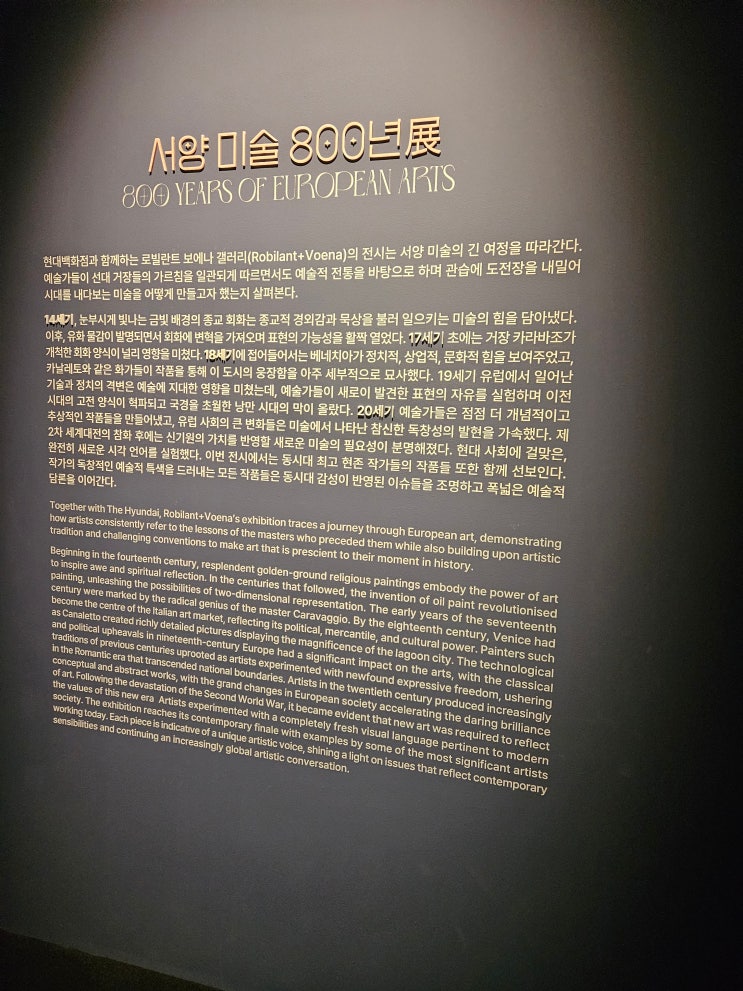 서양 미술 800년展
800 YEARS OF EUROPEAN ARTS
현대백화점과 함께하는 로빌란트 보에나 갤러리(Robilant+Voena)의 전시는 서양 미술의 긴 여정을 따라간다.
예술가들이 선대 거장들의 가르침을 일관되게 따르면서도 예술적 전통을 바탕으로 하며 관습에 도전장을 내밀어
시대를 내다보는 미술을 어떻게 만들고자 했는지 살펴본다.
14세기, 눈부시게 빛나는 금빛 배경의 종교 회화는 종교적 경외감과 묵상을 불러 일으키는 미술의 힘을 담아냈다.
이후, 유화 물감이 발명되면서 회화에 변혁을 가져오며 표현의 가능성을 활짝 열었다. 17세기 초에는 거장 카라바조가
개척한 회화 양식이 널리 영향을 미쳤다. 18세기에 접어들어서는 베네치아가 정치적, 상업적, 문화적 힘을 보여주었고,
카날레토와 같은 화가들이 작품을 통해 이 도시의 웅장함을 아주 세부적으로 묘사했다. 19세기 유럽에서 일어난
기술과 정치의 격변은 예술에 지대한 영향을 미쳤는데, 예술가들이 새로이 발견한 표현의 자유를 실험하며 이전
시대의 고전 양식이 혁파되고 국경을 초월한 낭만 시대의 막이 올랐다. 20세기 예술가들은 점점 더 개념적이고
추상적인 작품들을 만들어냈고, 유럽 사회의 큰 변화들은 미술에서 나타난 참신한 독창성의 발현을 가속했다. 제
2차 세계대전의 참화 후에는 신기원의 가치를 반영할 새로운 미술의 필요성이 분명해졌다. 현대 사회에 걸맞은,
완전히 새로운 시각 언어를 실험했다. 이번 전시에서는 동시대 최고 현존 작가들의 작품들 또한 함께 선보인다.
작가의 독창적인 예술적 특색을 드러내는 모든 작품들은 동시대 감성이 반영된 이슈들을 조명하고 폭넓은 예술적
담론을 이어간다.
Together with The Hyundai, Robilant+Voena's exhibition traces a journey through European art, demonstrating
how artists consistently refer to the lessons of the masters who preceded them while also building upon artistic
tradition and challenging conventions to make art that is prescient to their moment in history.
Beginning in the fourteenth century, resplendent golden-ground religious paintings embody the power of art
to inspire awe and spiritual reflection. In the centuries that followed, the invention of oil paint revolutionised
painting, unleashing the possibilities of two-dimensional representation. The early years of the seventeenth
century were marked by the radical genius of the master Caravaggio. By the eighteenth century, Venice had
become the centre of the Italian art market, reflecting its political, mercantile, and cultural power. Painters such
as Canaletto created richly detailed pictures displaying the magnificence of the lagoon city. The technological
and political upheavals in nineteenth-century Europe had a significant impact on the arts, with the classical
traditions of previous centuries uprooted as artists experimented with newfound expressive freedom, ushering
in the Romantic era that transcended national boundaries. Artists in the twentieth century produced increasingly
conceptual and abstract works, with the grand changes in European society accelerating the daring brilliance
of art. Following the devastation of the Second World War, it became evident that new art was required to reflect
the values of this new era Artists experimented with a completely fresh visual language pertinent to modern
society. The exhibition reaches its contemporary finale with examples by some of the most significant artists
working today. Each piece is indicative of a unique artistic voice, shining a light on issues that reflect contemporary
sensibilities and continuing an increasingly global artistic conversation.